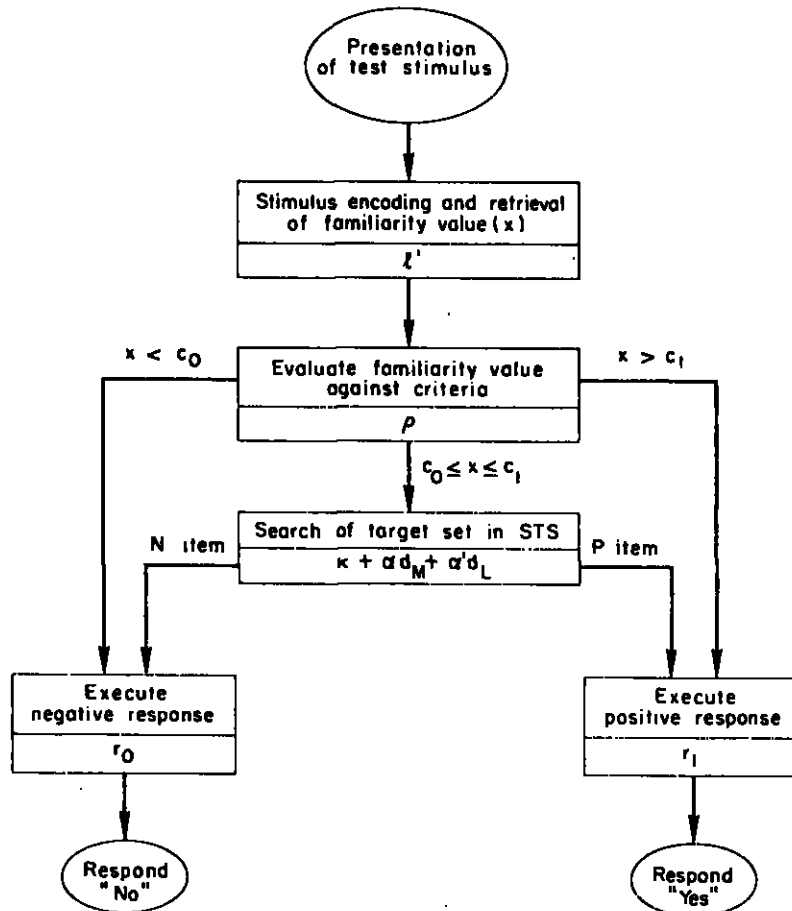 Presentation
of test stimulus
Stimulus encoding and retrieval
of familiarity value (x)
ℓ'
x < c₀
x > c₁
Evaluate familiarity value
against criteria
ρ
c₀ ≤ x ≤ c₁
Search of target set in STS
N item
P item
κ + αd_M + α'd_L
Execute
negative response
r₀
Execute
positive response
r₁
Respond
"No"
Respond
"Yes"